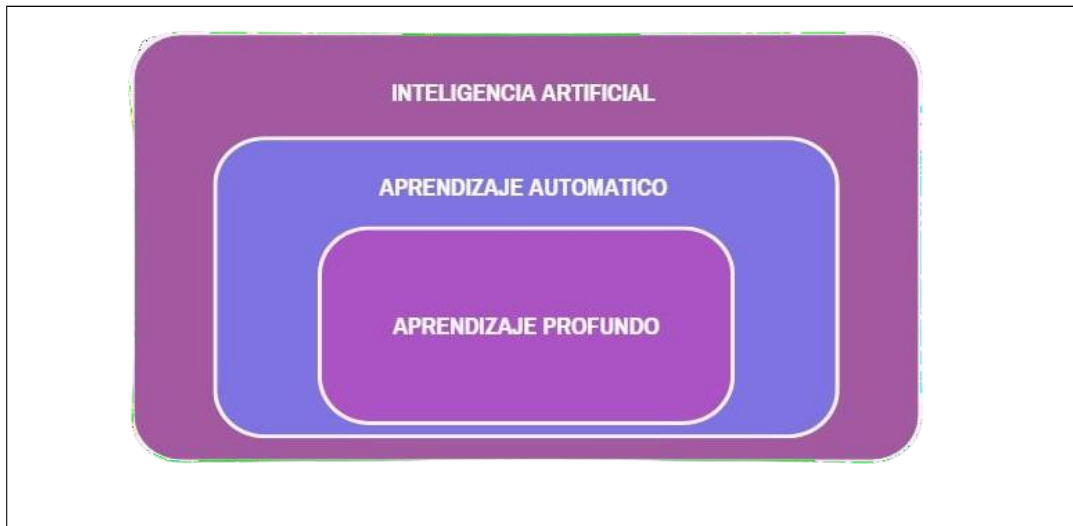 INTELIGENCIA ARTIFICIAL
APRENDIZAJE AUTOMATICO
APRENDIZAJE PROFUNDO